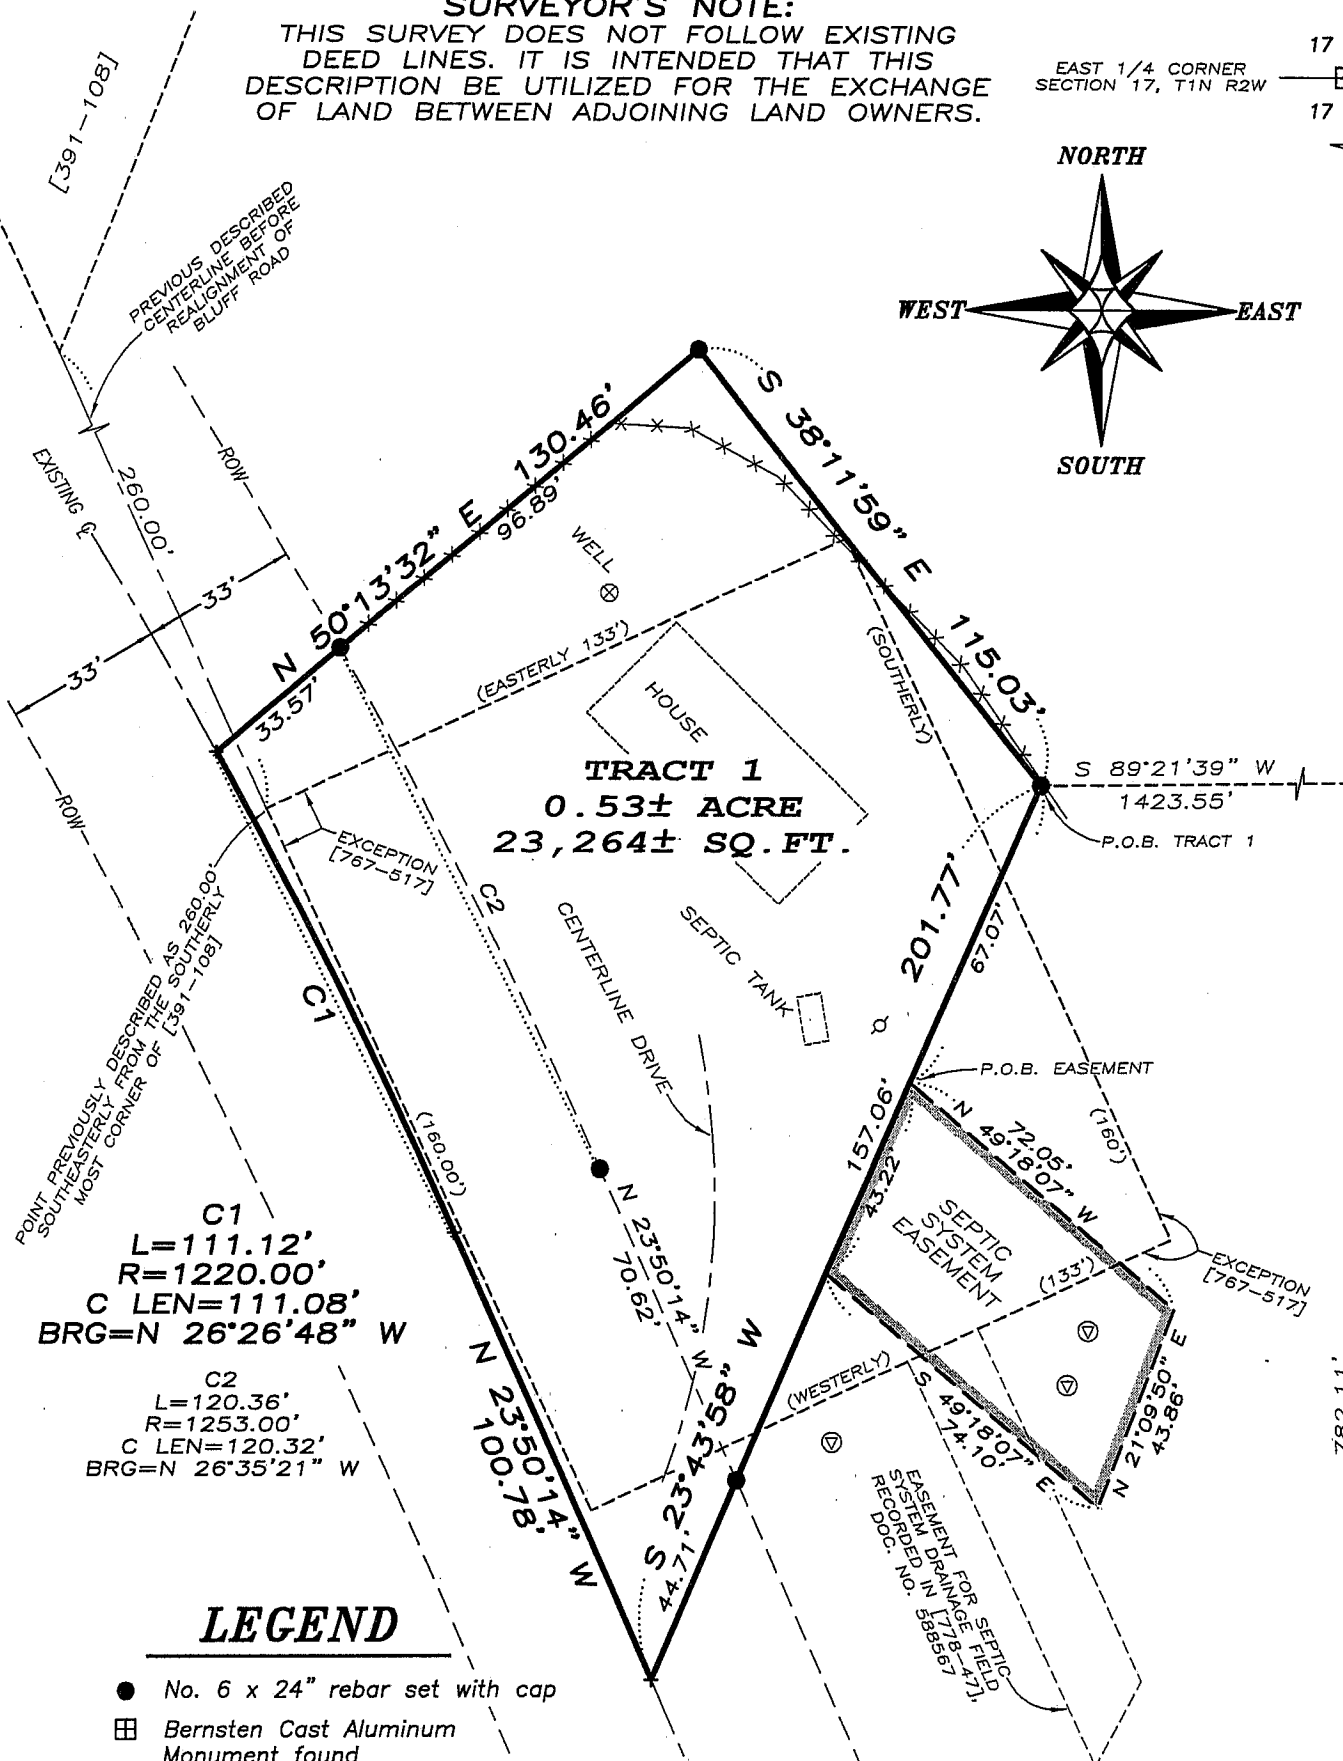 SURVEYOR'S NOTE:
THIS SURVEY DOES NOT FOLLOW EXISTING
DEED LINES. IT IS INTENDED THAT THIS
DESCRIPTION BE UTILIZED FOR THE EXCHANGE
OF LAND BETWEEN ADJOINING LAND OWNERS.
EAST 1/4 CORNER
SECTION 17, T1N R2W
17
17
NORTH
WEST
EAST
SOUTH
[391-108]
PREVIOUS DESCRIBED
CENTERLINE BEFORE
REALIGNMENT OF
BLUFF ROAD
ROW
EXISTING ℄
260.00'
33'
33'
ROW
N 50°13'32" E 130.46'
96.89'
33.57'
S 38°11'59" E 115.03'
WELL
(EASTERLY 133')
(SOUTHERLY)
HOUSE
TRACT 1
0.53± ACRE
23,264± SQ.FT.
S 89°21'39" W
1423.55'
P.O.B. TRACT 1
EXCEPTION
[767-517]
POINT PREVIOUSLY DESCRIBED AS 260.00'
SOUTHEASTERLY FROM THE SOUTHERLY
MOST CORNER OF [391-108]
C1
C2
CENTERLINE DRIVE
SEPTIC TANK
201.77'
67.07'
P.O.B. EASEMENT
157.06'
43.22'
72.05'
N 49°18'07" W
(160')
SEPTIC
SYSTEM
EASEMENT
(133')
EXCEPTION
[767-517]
(160.00')
N 23°50'14" W
70.62'
(WESTERLY)
S 49°18'07" E
74.10'
N 21°09'50" E
43.86'
S 23°43'58" W
44.71'
N 23°50'14" W
100.78'
EASEMENT FOR SEPTIC
SYSTEM DRAINAGE FIELD
RECORDED IN [778-47],
DOC. NO. 588567
C1
L=111.12'
R=1220.00'
C LEN=111.08'
BRG=N 26°26'48" W
C2
L=120.36'
R=1253.00'
C LEN=120.32'
BRG=N 26°35'21" W
LEGEND
No. 6 x 24" rebar set with cap
Bernsten Cast Aluminum
Monument found